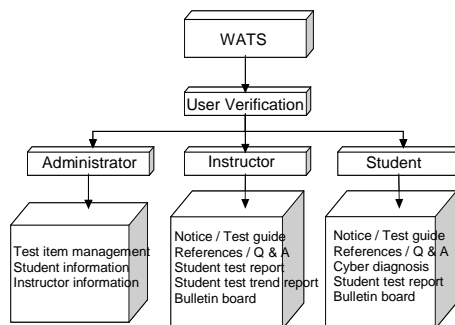 WATS
User Verification
Administrator
Instructor
Student
Test item management
Student information
Instructor information
Notice / Test guide
References / Q & A
Student test report
Student test trend report
Bulletin board
Notice / Test guide
References / Q & A
Cyber diagnosis
Student test report
Bulletin board